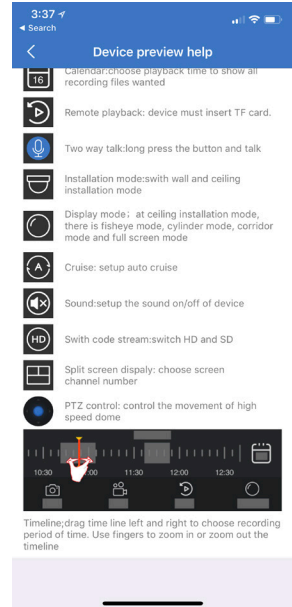 3:37
Search
Device preview help
Calendar:choose playback time to show all
recording files wanted
16
Remote playback: device must insert TF card.
Two way talk:long press the button and talk
Installation mode:swith wall and ceiling
installation mode
Display mode；at ceiling installation mode,
there is fisheye mode, cylinder mode, corridor
mode and full screen mode
A
Cruise: setup auto cruise
Sound:setup the sound on/off of device
HD
Swith code stream:switch HD and SD
Split screen dispaly: choose screen
channel number
PTZ control: control the movement of high
speed dome
10:30 :00 11:30 12:00 12:30
Timeline;drag time line left and right to choose recording
period of time. Use fingers to zoom in or zoom out the
timeline